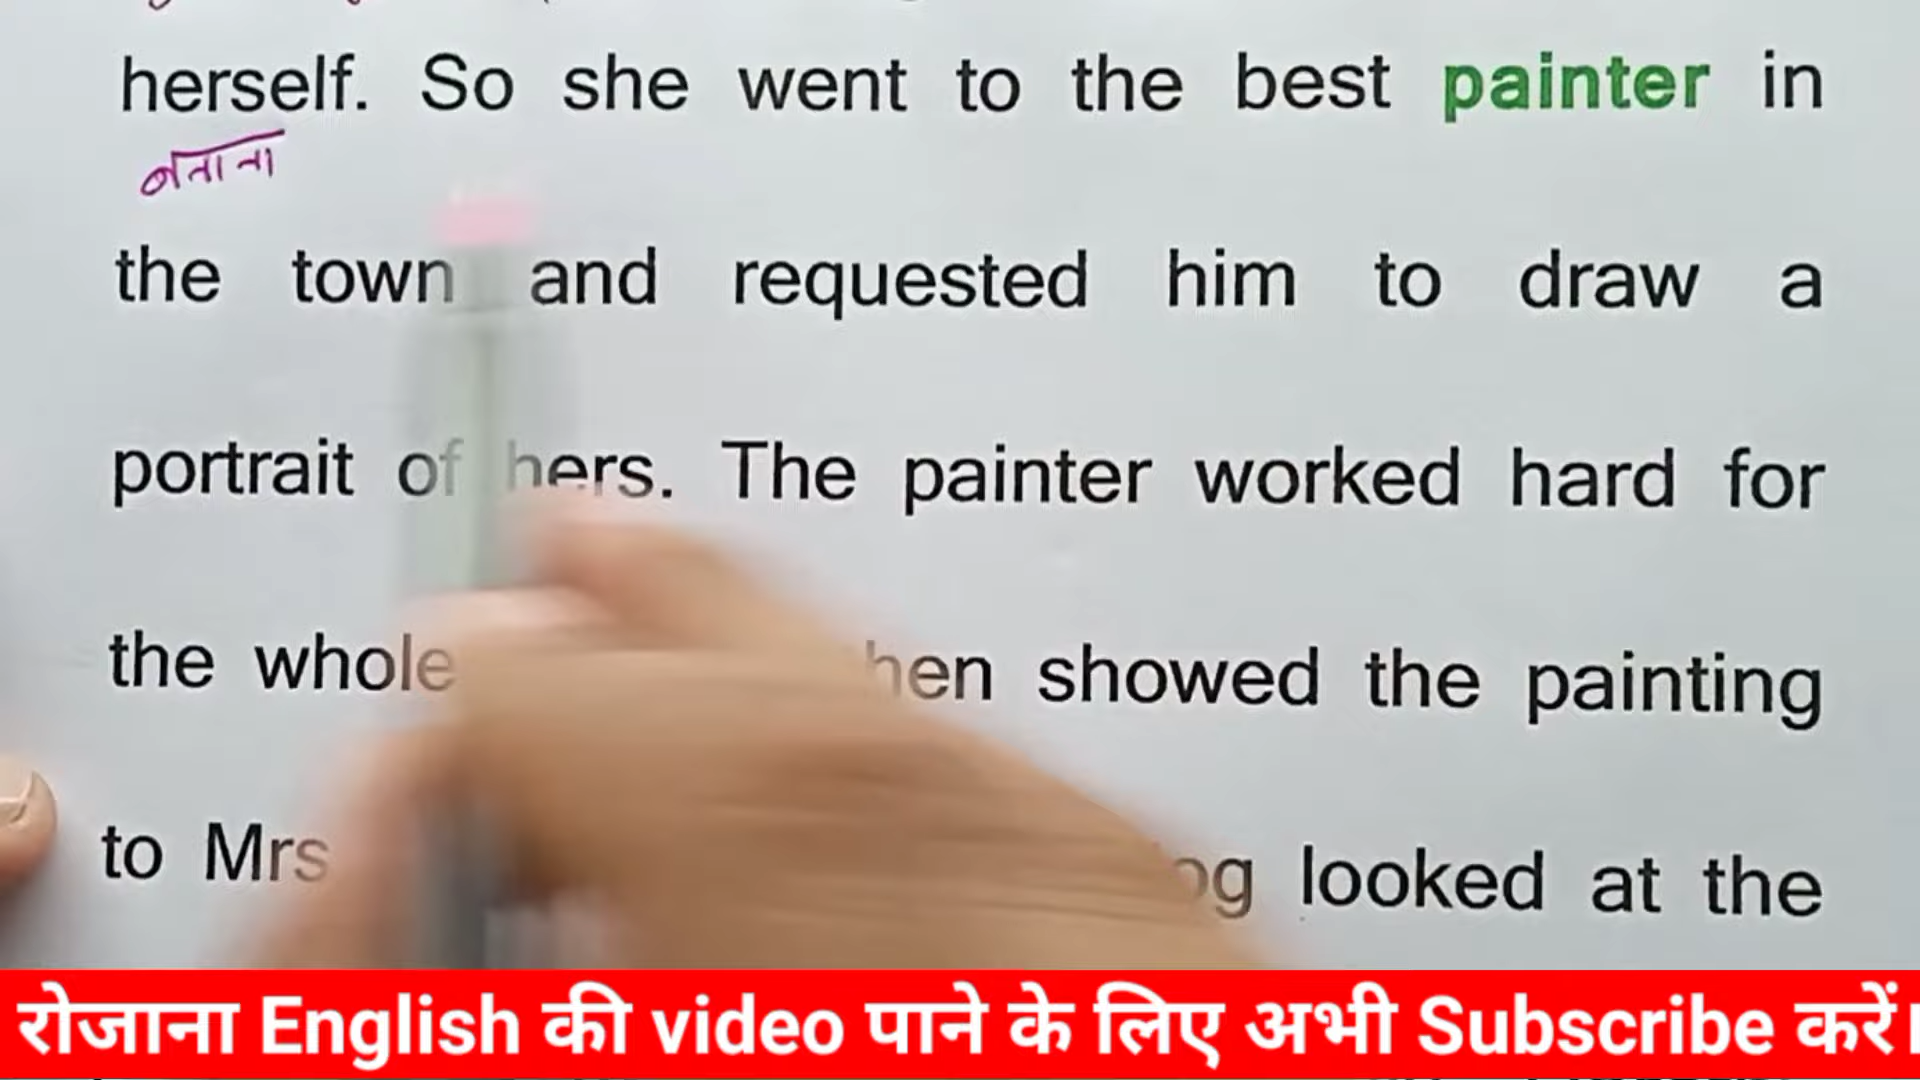 herself. So she went to the best painter in
बनाना
the town and requested him to draw a
portrait of hers. The painter worked hard for
the whole showed the painting
to Mrs looked at the
रोजाना English की video पाने के लिए अभी Subscribe करें।